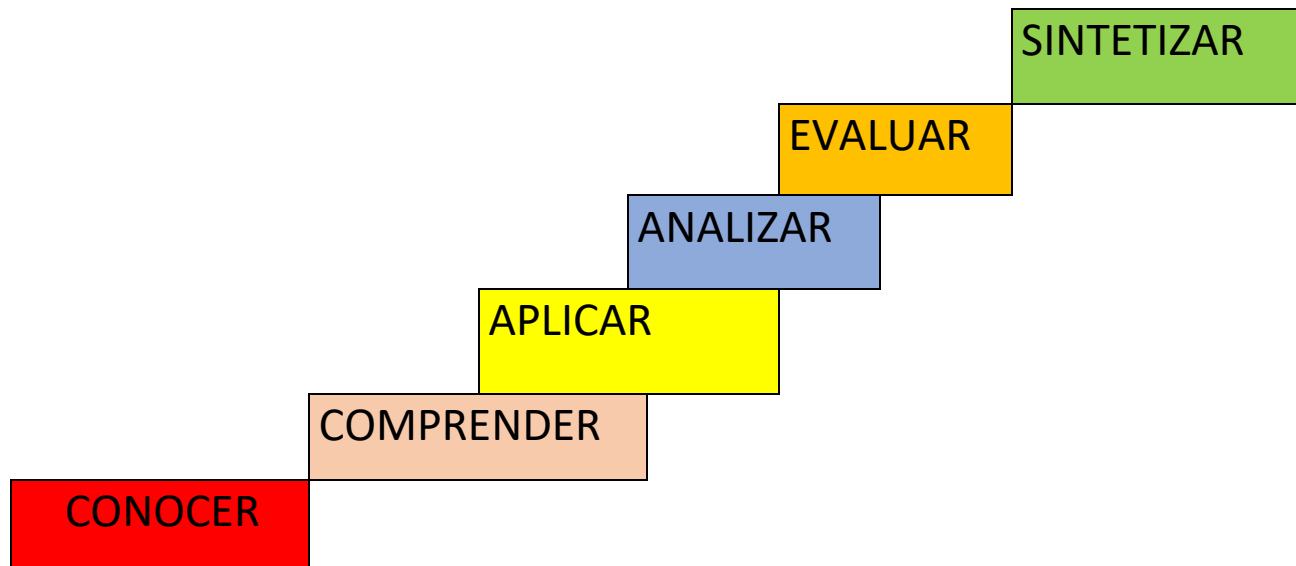 SINTETIZAR
EVALUAR
ANALIZAR
APLICAR
COMPRENDER
CONOCER